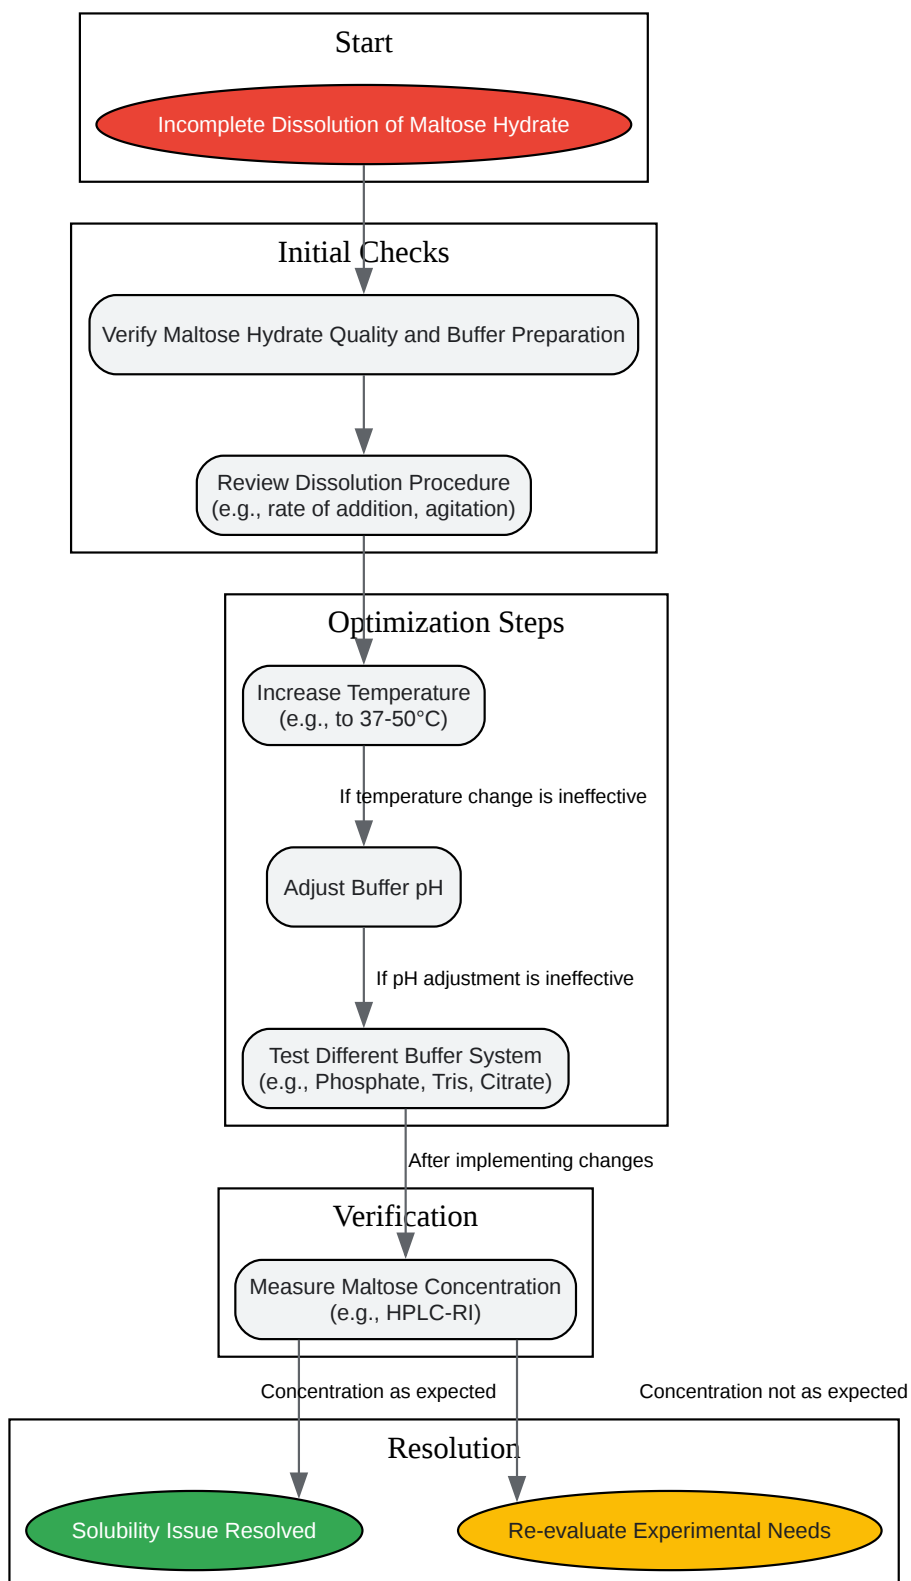 Start
Incomplete Dissolution of Maltose Hydrate
Initial Checks
Verify Maltose Hydrate Quality and Buffer Preparation
Review Dissolution Procedure
(e.g., rate of addition, agitation)
Optimization Steps
Increase Temperature
(e.g., to 37-50°C)
If temperature change is ineffective
Adjust Buffer pH
If pH adjustment is ineffective
Test Different Buffer System
(e.g., Phosphate, Tris, Citrate)
After implementing changes
Verification
Measure Maltose Concentration
(e.g., HPLC-RI)
Concentration as expected
Concentration not as expected
Resolution
Solubility Issue Resolved
Re-evaluate Experimental Needs